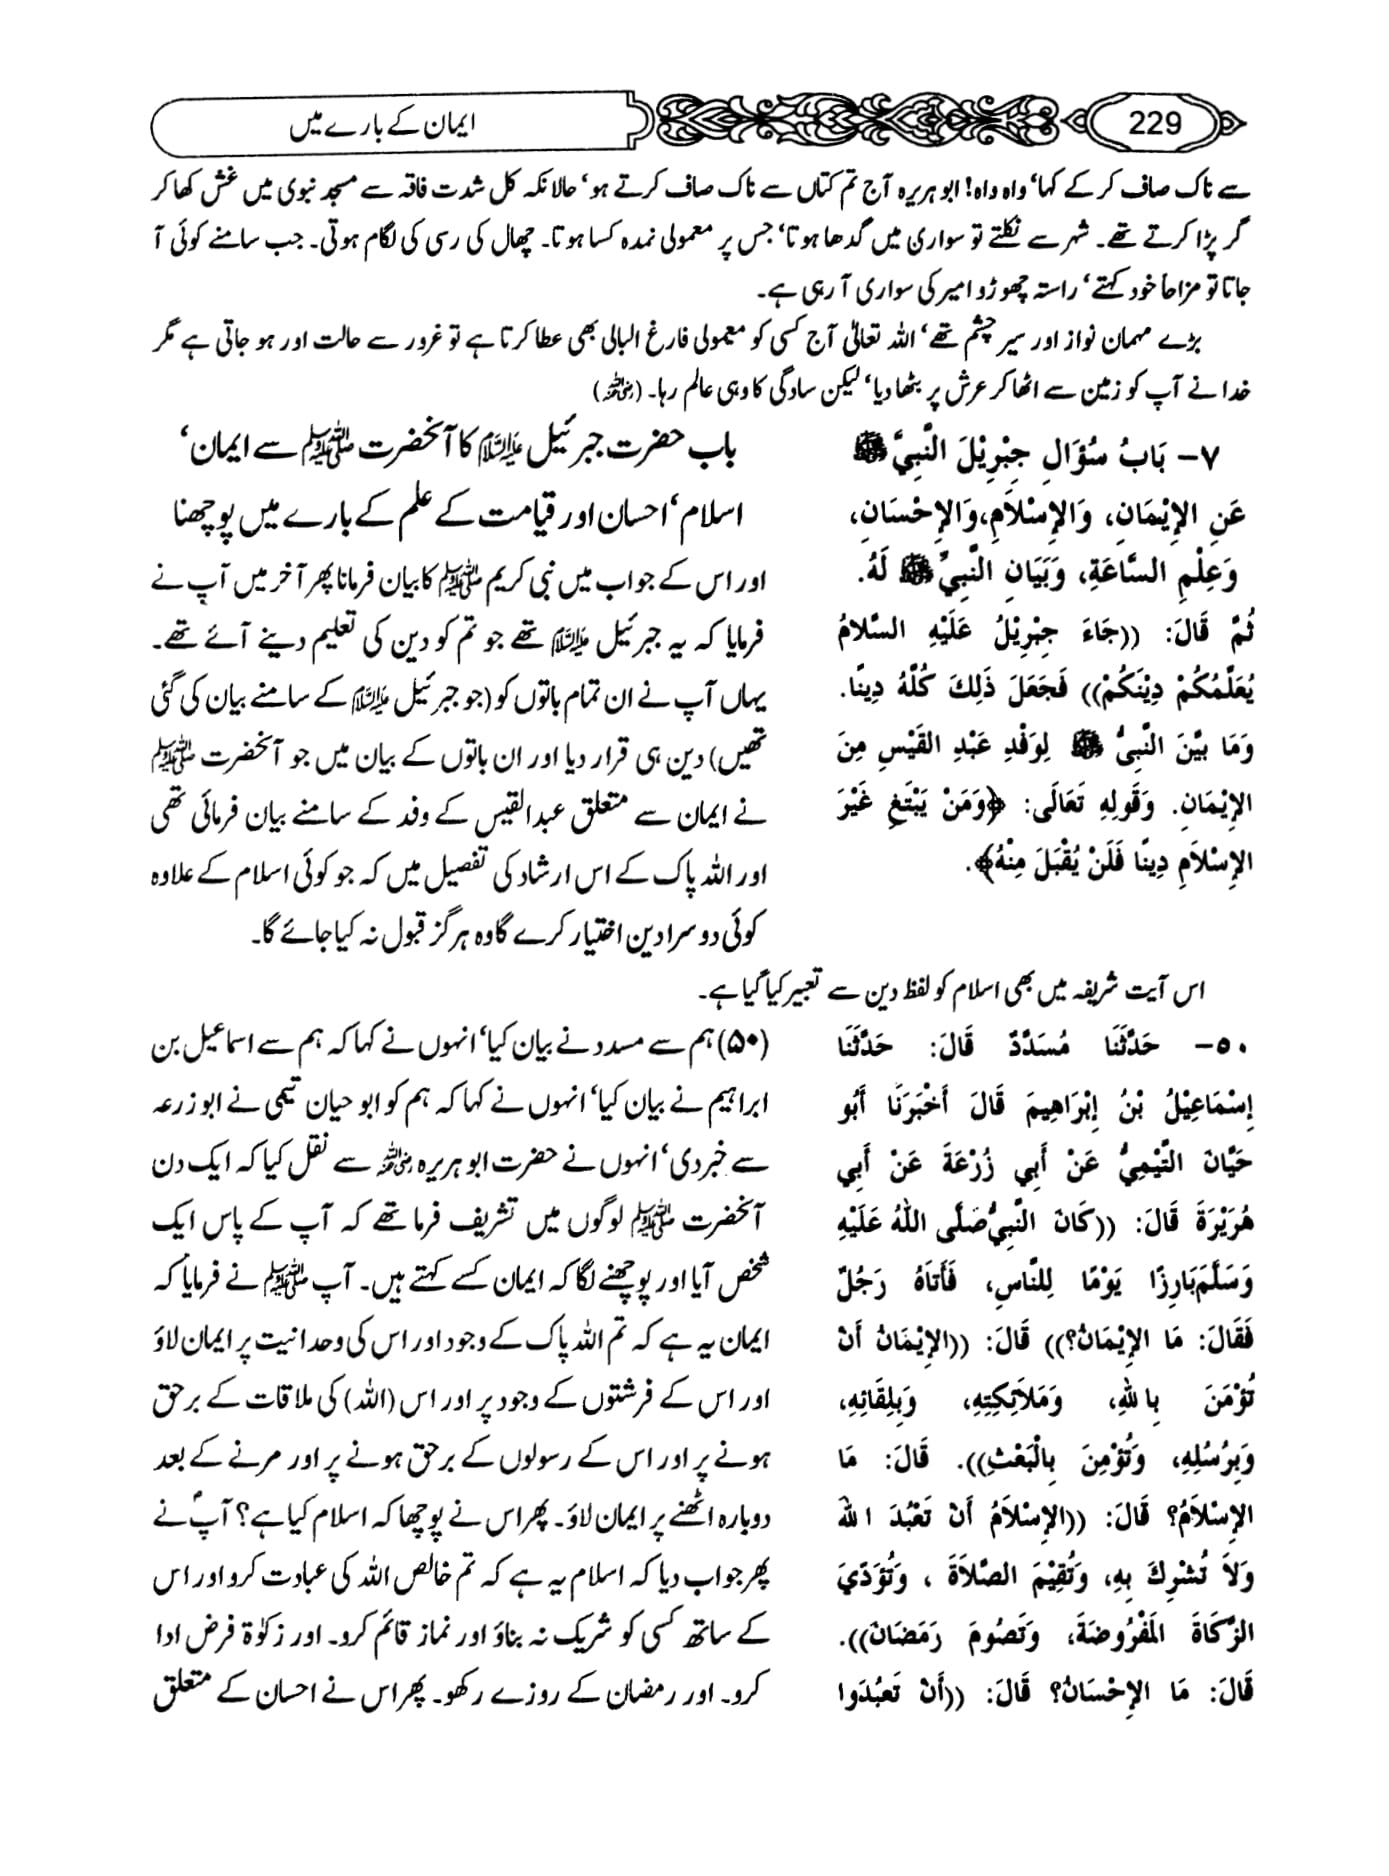 229
ایمان کے بارے میں
سے ناک صاف کر کے کہا‘ واہ واہ! ابو ہریرہ آج تم کتاں سے ناک صاف کرتے ہو‘ حالانکہ کل شدت فاقہ سے مسجد نبوی میں غش کھا کر
گر پڑا کرتے تھے۔ شہر سے نکلتے تو سواری میں گدھا ہوتا‘ جس پر معمولی نمدہ کسا ہوتا۔ چھال کی رسی کی لگام ہوتی۔ جب سامنے کوئی آ
جاتا تو مزاحاً خود کہتے‘ راستہ چھوڑو امیر کی سواری آ رہی ہے۔
بڑے مہمان نواز اور سیر چشم تھے‘ اللہ تعالیٰ آج کسی کو معمولی فارغ البالی بھی عطا کرتا ہے تو غرور سے حالت اور ہو جاتی ہے مگر
خدا نے آپ کو زمین سے اٹھا کر عرش پر بٹھا دیا‘ لیکن سادگی کا وہی عالم رہا۔ (رضی اللہ عنہ)
٧- بَابُ سُؤَالِ جِبْرِيْلَ النَّبِيَّ ﷺ
عَنِ الإِيْمَانِ، وَالإِسْلاَمِ،وَالإِحْسَانِ،
وَعِلْمِ السَّاعَةِ، وَبَيَانِ النَّبِيِّ ﷺ لَهُ.
ثُمَّ قَالَ: ((جَاءَ جِبْرِيْلُ عَلَيْهِ السَّلاَمُ
يُعَلِّمُكُمْ دِيْنَكُمْ)) فَجَعَلَ ذَلِكَ كُلَّهُ دِينًا.
وَمَا بَيَّنَ النَّبِيُّ ﷺ لِوَفْدِ عَبْدِ القَيْسِ مِنَ
الإِيْمَانِ. وَقَولِهِ تَعَالَى: ﴿وَمَنْ يَبْتَغِ غَيْرَ
الإِسْلاَمِ دِينًا فَلَنْ يُقْبَلَ مِنْهُ﴾.
باب حضرت جبرئیل علیہ السلام کا آنحضرت ﷺ سے ایمان‘
اسلام‘ احسان اور قیامت کے علم کے بارے میں پوچھنا
اور اس کے جواب میں نبی کریم ﷺ کا بیان فرمانا پھر آخر میں آپ نے
فرمایا کہ یہ جبرئیل علیہ السلام تھے جو تم کو دین کی تعلیم دینے آئے تھے۔
یہاں آپ نے ان تمام باتوں کو (جو جبرئیل علیہ السلام کے سامنے بیان کی گئی
تھیں) دین ہی قرار دیا اور ان باتوں کے بیان میں جو آنحضرت ﷺ
نے ایمان سے متعلق عبدالقیس کے وفد کے سامنے بیان فرمائی تھی
اور اللہ پاک کے اس ارشاد کی تفصیل میں کہ جو کوئی اسلام کے علاوہ
کوئی دوسرا دین اختیار کرے گا وہ ہرگز قبول نہ کیا جائے گا۔
اس آیت شریفہ میں بھی اسلام کو لفظ دین سے تعبیر کیا گیا ہے۔
٥٠- حَدَّثَنَا مُسَدَّدٌ قَالَ: حَدَّثَنَا
إِسْمَاعِيْلُ بْنُ إِبْرَاهِيمَ قَالَ أَخْبَرَنَا أَبُو
حَيَّانَ التَّيْمِيُّ عَنْ أَبِي زُرْعَةَ عَنْ أَبِي
هُرَيْرَةَ قَالَ: ((كَانَ النَّبِيُّ صَلَّى اللهُ عَلَيْهِ
وَسَلَّمَ بَارِزًا يَوْمًا لِلنَّاسِ، فَأَتَاهُ رَجُلٌ
فَقَالَ: مَا الإِيْمَانُ؟)) قَالَ: ((الإِيْمَانُ أَنْ
تُؤْمَنَ بِاللهِ، وَمَلاَئِكَتِهِ، وَبِلِقَائِهِ،
وَبِرُسُلِهِ، وَتُؤْمِنَ بِالْبَعْثِ)). قَالَ: مَا
الإِسْلاَمُ؟ قَالَ: ((الإِسْلاَمُ أَنْ تَعْبُدَ اللهَ
وَلاَ تُشْرِكَ بِهِ، وَتُقِيْمَ الصَّلاَةَ ، وَتُؤَدِّيَ
الزَّكَاةَ المَفْرُوضَةَ، وَتَصُومَ رَمَضَانَ)).
قَالَ: مَا الإِحْسَانُ؟ قَالَ: ((أَنْ تَعبُدَوا
(۵۰) ہم سے مسدد نے بیان کیا‘ انہوں نے کہا کہ ہم سے اسماعیل بن
ابراہیم نے بیان کیا‘ انہوں نے کہا کہ ہم کو ابو حیان تیمی نے ابو زرعہ
سے خبر دی‘ انہوں نے حضرت ابو ہریرہ رضی اللہ عنہ سے نقل کیا کہ ایک دن
آنحضرت ﷺ لوگوں میں تشریف فرما تھے کہ آپ کے پاس ایک
شخص آیا اور پوچھنے لگا کہ ایمان کسے کہتے ہیں۔ آپ ﷺ نے فرمایا کہ
ایمان یہ ہے کہ تم اللہ پاک کے وجود اور اس کی وحدانیت پر ایمان لاؤ
اور اس کے فرشتوں کے وجود پر اور اس (اللہ) کی ملاقات کے برحق
ہونے پر اور اس کے رسولوں کے برحق ہونے پر اور مرنے کے بعد
دوبارہ اٹھنے پر ایمان لاؤ۔ پھر اس نے پوچھا کہ اسلام کیا ہے؟ آپؐ نے
پھر جواب دیا کہ اسلام یہ ہے کہ تم خالص اللہ کی عبادت کرو اور اس
کے ساتھ کسی کو شریک نہ بناؤ اور نماز قائم کرو۔ اور زکوٰۃ فرض ادا
کرو۔ اور رمضان کے روزے رکھو۔ پھر اس نے احسان کے متعلق